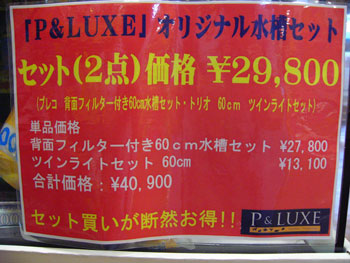 「P&LUXE」オリジナル水槽セット
セット(2点)価格 ¥29,800
(プレコ 背面フィルター付き60cm水槽セット・トリオ 60cm ツインライトセット)
単品価格
背面フィルター付き60cm水槽セット ¥27,800
ツインライトセット 60cm ¥13,100
合計価格:¥40,900
セット買いが断然お得!!
P&LUXE